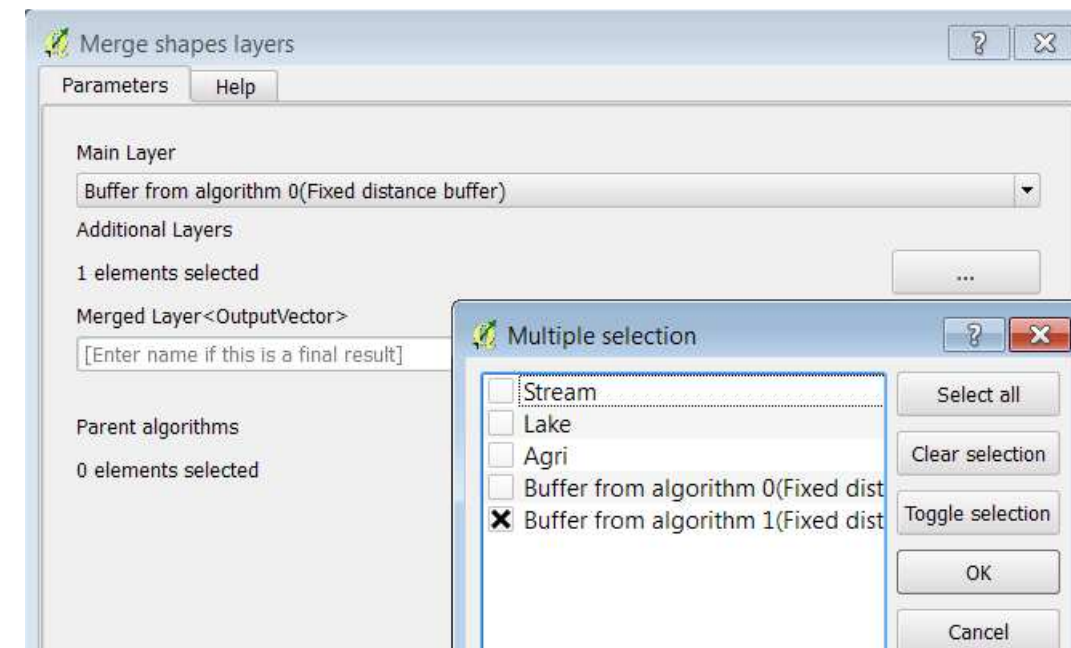 Merge shapes layers
Parameters
Help
Main Layer
Buffer from algorithm 0(Fixed distance buffer)
Additional Layers
1 elements selected
...
Merged Layer<OutputVector>
[Enter name if this is a final result]
Parent algorithms
0 elements selected
Multiple selection
Stream
Lake
Agri
Buffer from algorithm 0(Fixed dist
Buffer from algorithm 1(Fixed dist
Select all
Clear selection
Toggle selection
OK
Cancel